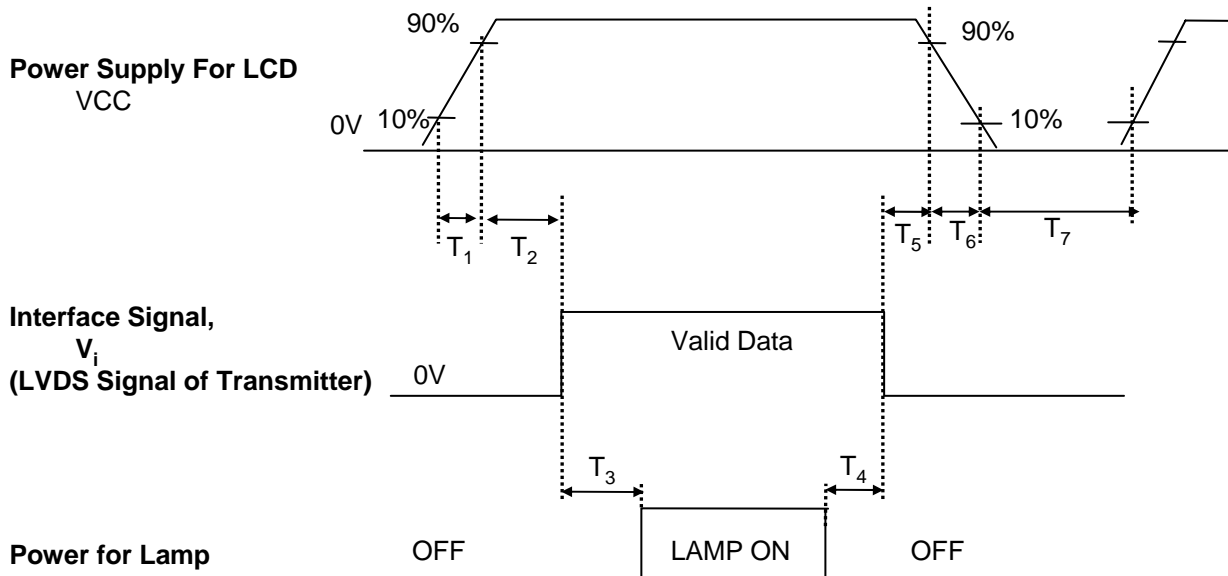 90%
90%
Power Supply For LCD
VCC
0V
10%
10%
T1
T2
T5
T6
T7
Interface Signal,
Vi
(LVDS Signal of Transmitter)
Valid Data
0V
T3
T4
Power for Lamp
OFF
LAMP ON
OFF